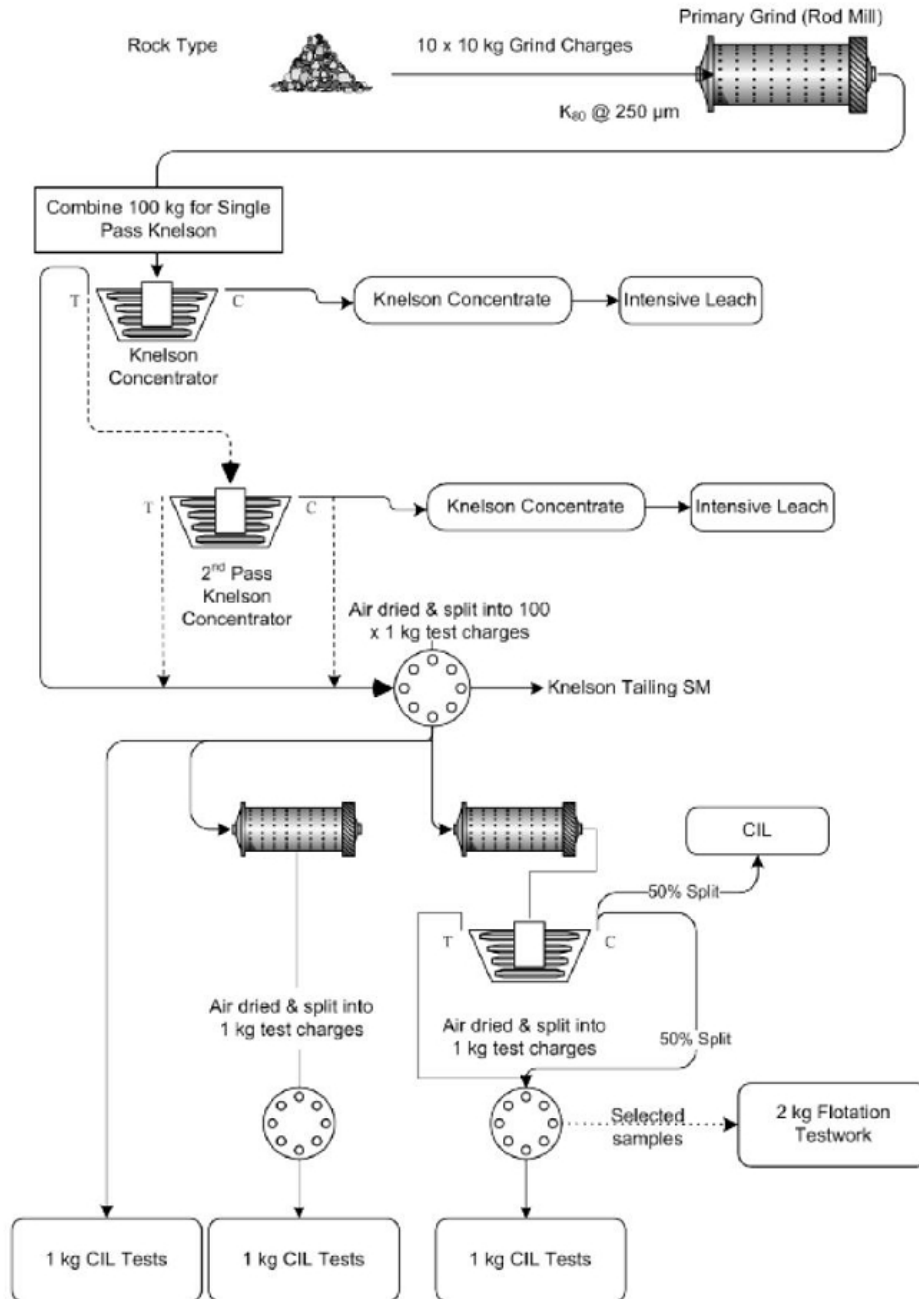 Primary Grind (Rod Mill)
Rock Type
10 x 10 kg Grind Charges
K80 @ 250 µm
Combine 100 kg for Single
Pass Knelson
T
C
Knelson Concentrate
Intensive Leach
Knelson
Concentrator
T
C
Knelson Concentrate
Intensive Leach
2nd Pass
Knelson
Concentrator
Air dried & split into 100
x 1 kg test charges
Knelson Tailing SM
CIL
50% Split
T
C
Air dried & split into
1 kg test charges
Air dried & split into
1 kg test charges
50% Split
Selected
samples
2 kg Flotation
Testwork
1 kg CIL Tests
1 kg CIL Tests
1 kg CIL Tests